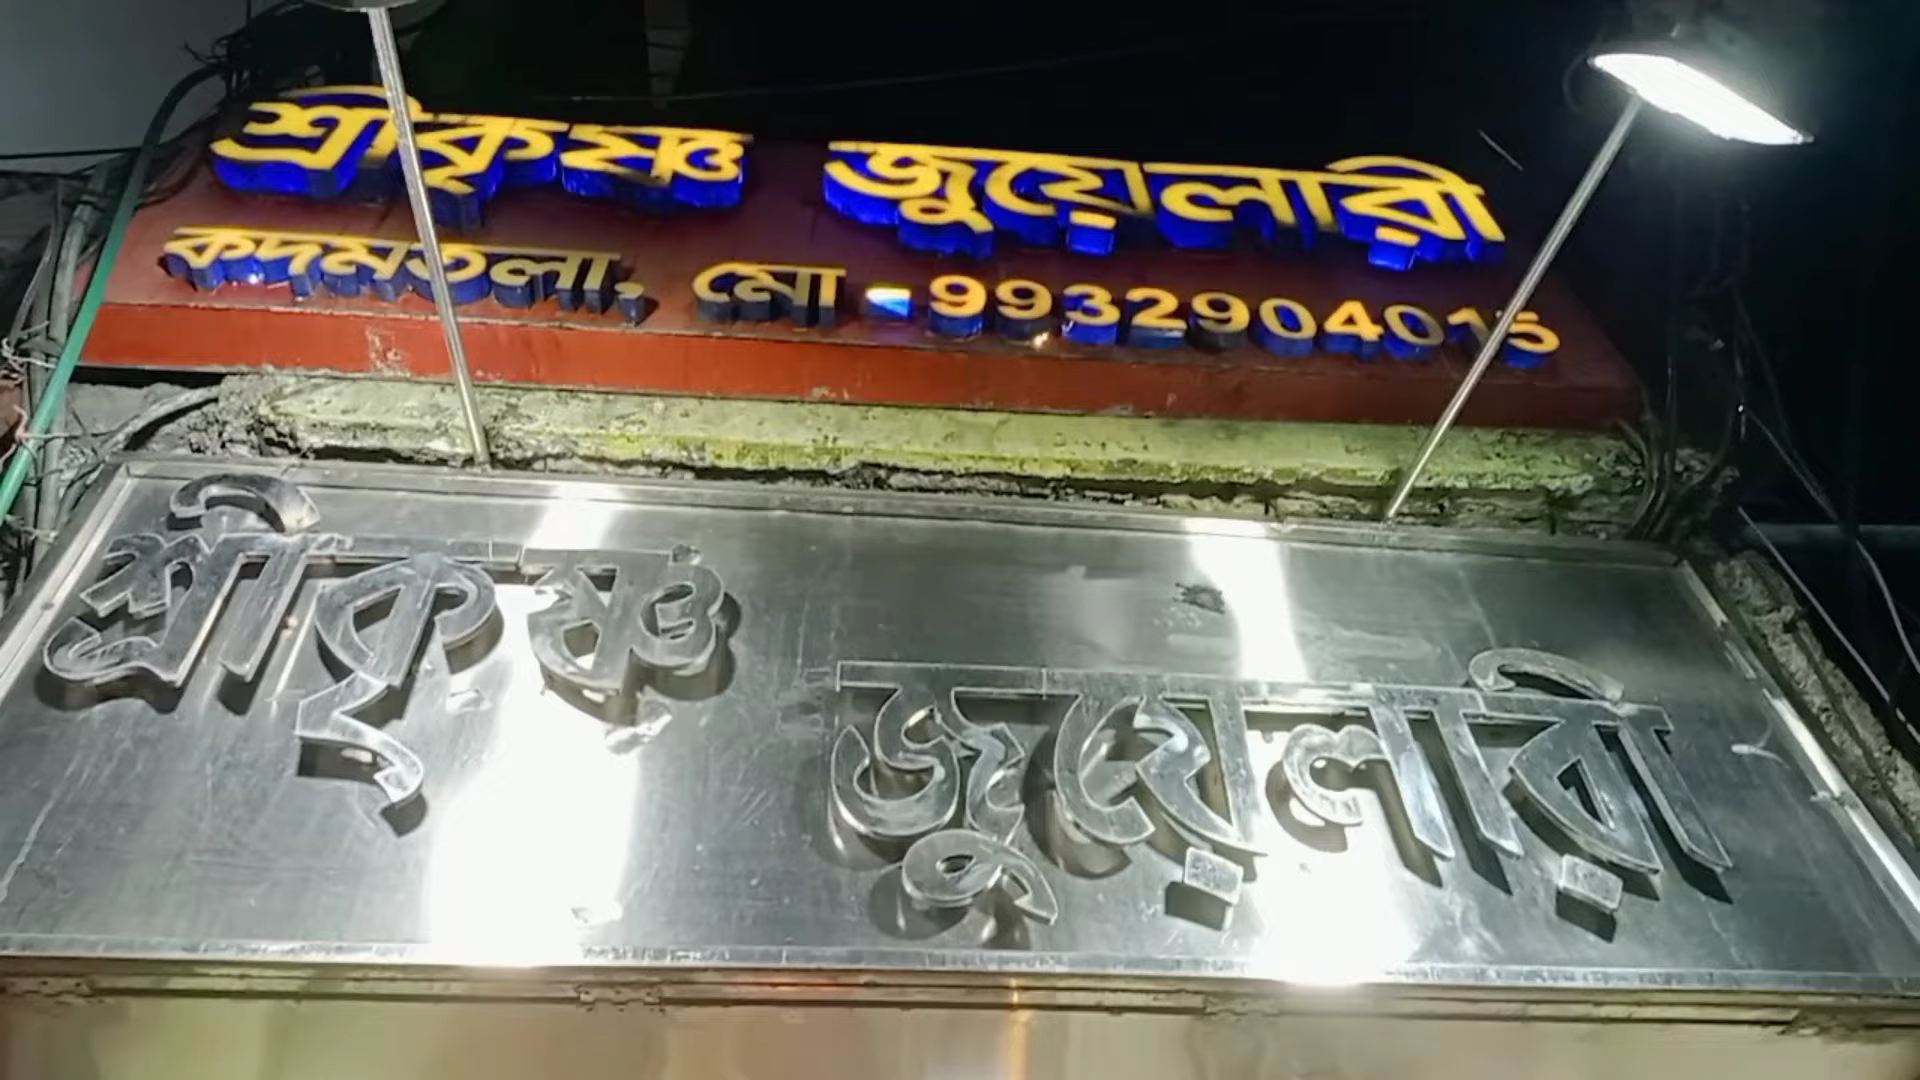 শ্রীকৃষ্ণ জুয়েলারী
কদমতলা, মো - 9932904015
শ্রীকৃষ্ণ
জুয়েলারী